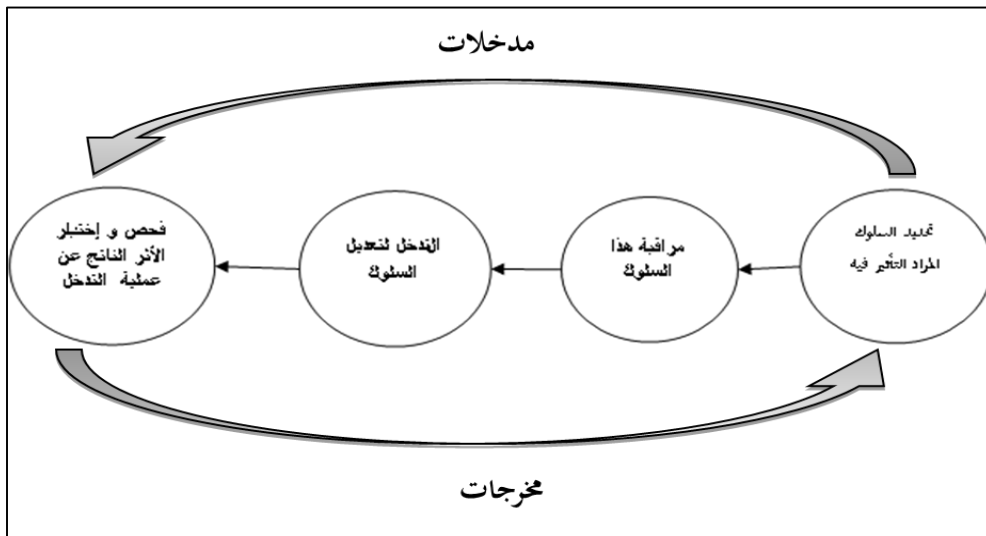 مدخلات
تحديد السلوك
المراد التأثير فيه
مراقبة هذا
السلوك
التدخل لتعديل
السلوك
فحص و إختبار
الأثر الناتج عن
عملية التدخل
مخرجات